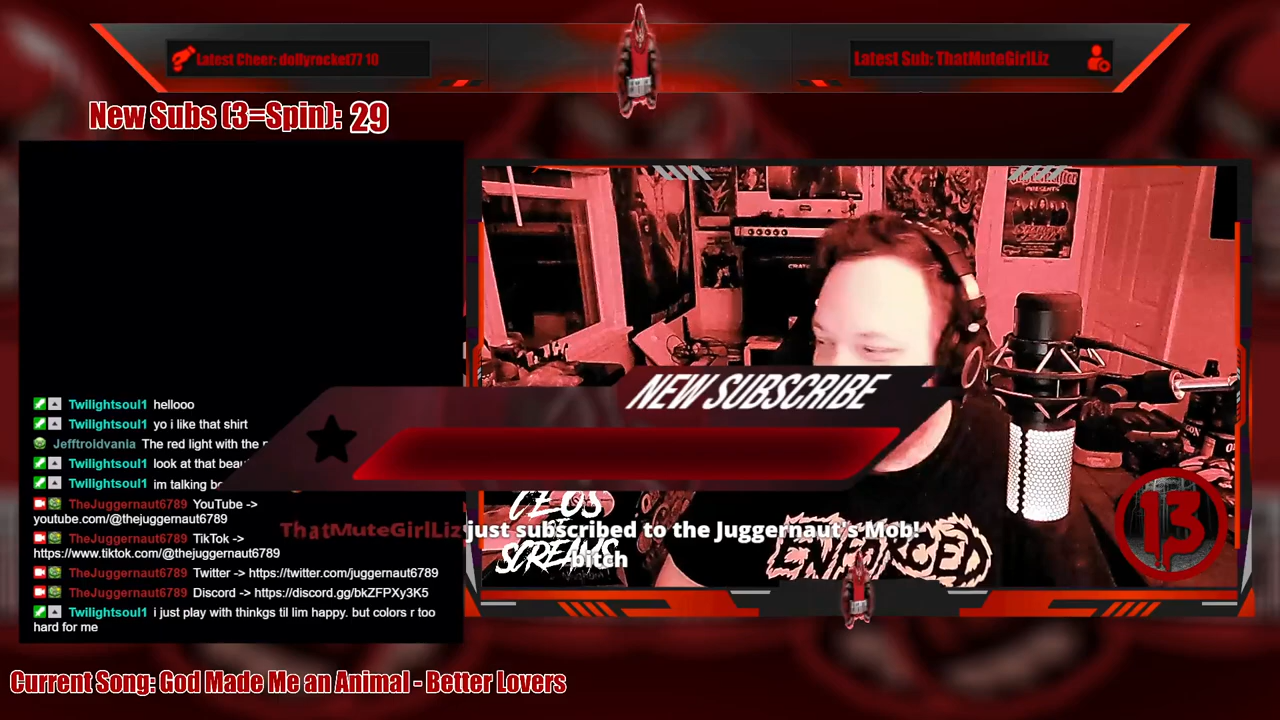 Latest Cheer: dollyrocket77 10
Latest Sub: ThatMuteGirlLiz
New Subs (3=Spin): 29
NEW SUBSCRIBE
Twilightsoul1 hellooo
Twilightsoul1 yo i like that shirt
Jefftroldvania The red light with the
Twilightsoul1 look at that
Twilightsoul1 im talking
TheJuggernaut6789 YouTube ->
youtube.com/@thejuggernaut6789
TheJuggernaut6789 TikTok ->
https://www.tiktok.com/@thejuggernaut6789
TheJuggernaut6789 Twitter -> https://twitter.com/juggernaut6789
TheJuggernaut6789 Discord -> https://discord.gg/bkZFPXy3K5
Twilightsoul1 i just play with thinkgs til lim happy. but colors r too
hard for me
ThatMuteGirlLiz just subscribed to the Juggernaut's Mob!
bitch
SCREAMS
ENFORCED
13
Current Song: God Made Me an Animal - Better Lovers